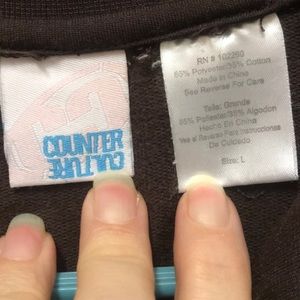 COUNTER
CULTURE
RN # 102260
65% Polyester/35% Cotton
Made in China
See Reverse For Care
Talla: Grande
65% Poliester/35% Algodon
Hecho En China
Vea el Reverso Para Instrucciones
De Cuidado
Size: L